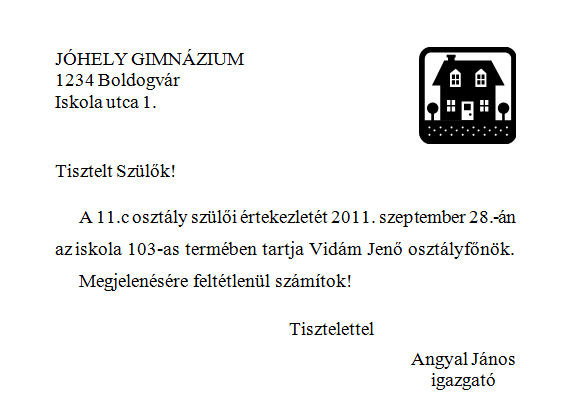 JÓHELY GIMNÁZIUM
1234 Boldogvár
Iskola utca 1.
Tisztelt Szülők!
A 11.c osztály szülői értekezletét 2011. szeptember 28.-án
az iskola 103-as termében tartja Vidám Jenő osztályfőnök.
Megjelenésére feltétlenül számítok!
Tisztelettel
Angyal János
igazgató